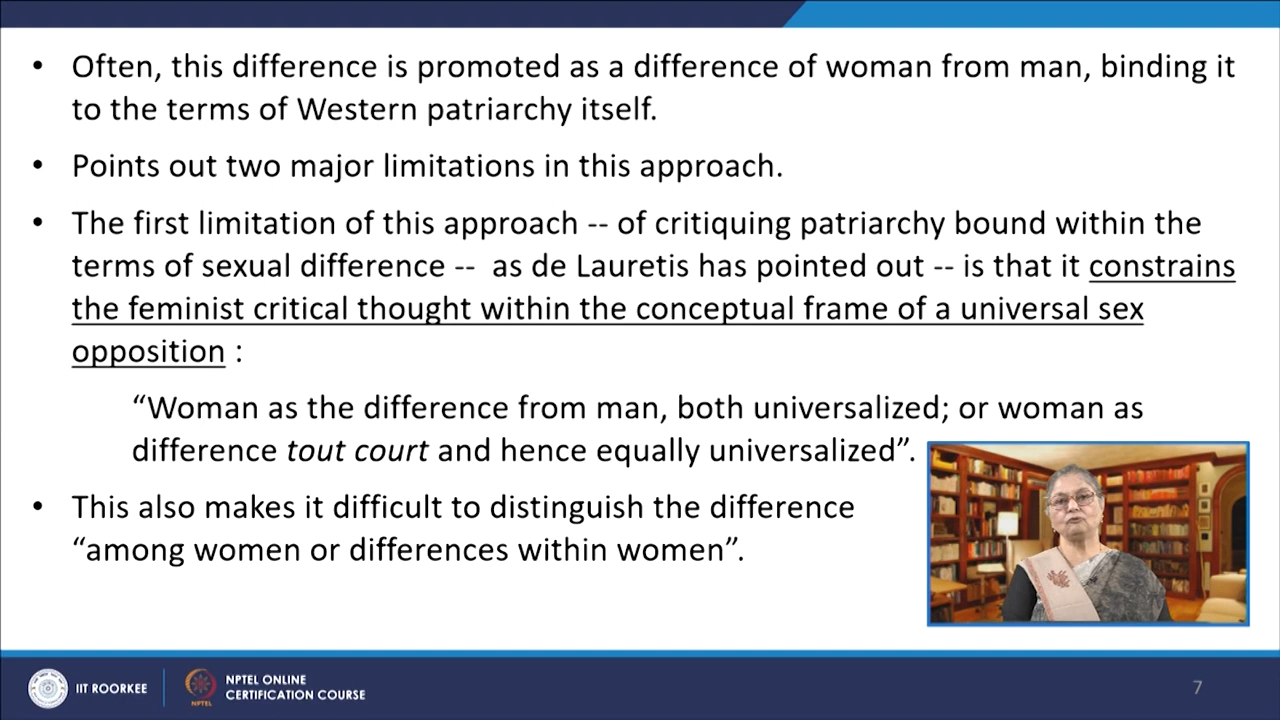 • Often, this difference is promoted as a difference of woman from man, binding it
to the terms of Western patriarchy itself.
• Points out two major limitations in this approach.
• The first limitation of this approach -- of critiquing patriarchy bound within the
terms of sexual difference -- as de Lauretis has pointed out -- is that it constrains
the feminist critical thought within the conceptual frame of a universal sex
opposition :
“Woman as the difference from man, both universalized; or woman as
difference tout court and hence equally universalized”.
• This also makes it difficult to distinguish the difference
“among women or differences within women”.
IIT ROORKEE
NPTEL
NPTEL ONLINE
CERTIFICATION COURSE
7